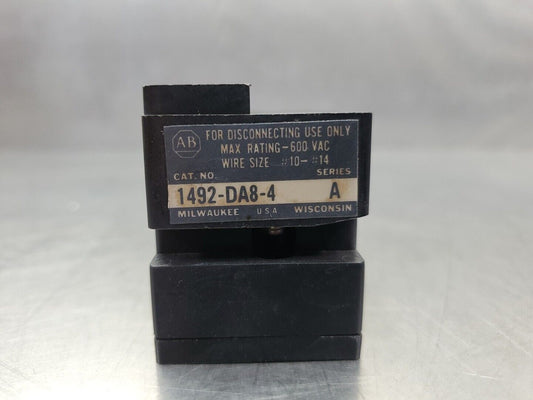 AB
FOR DISCONNECTING USE ONLY
MAX RATING-600 VAC
WIRE SIZE #10-#14
CAT. NO. SERIES
1492-DA8-4 A
MILWAUKEE USA WISCONSIN